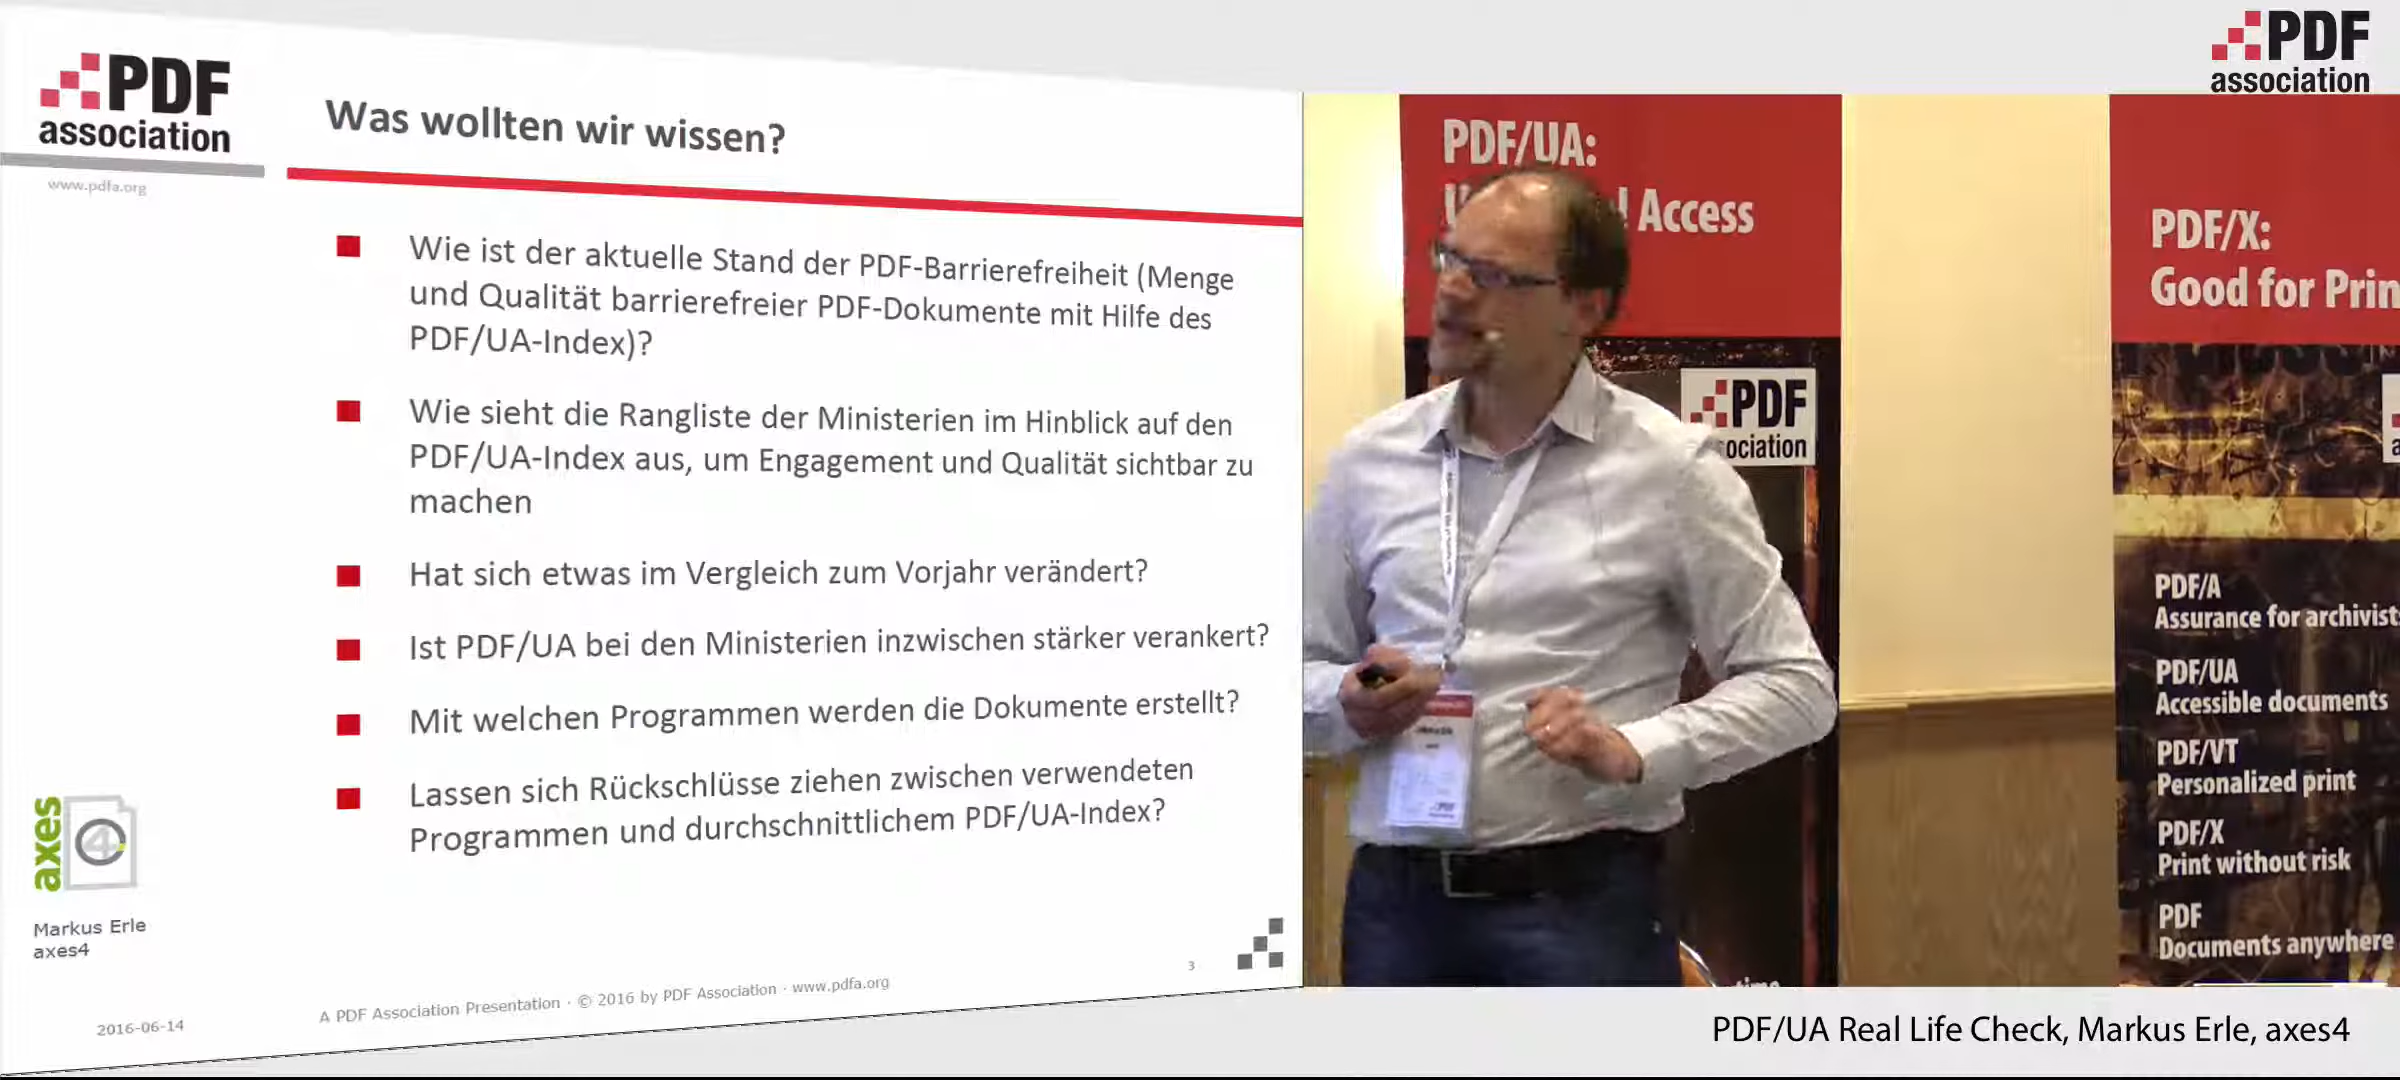 PDF
association
www.pdfa.org
Was wollten wir wissen?
Wie ist der aktuelle Stand der PDF-Barrierefreiheit (Menge
und Qualität barrierefreier PDF-Dokumente mit Hilfe des
PDF/UA-Index)?
Wie sieht die Rangliste der Ministerien im Hinblick auf den
PDF/UA-Index aus, um Engagement und Qualität sichtbar zu
machen
Hat sich etwas im Vergleich zum Vorjahr verändert?
Ist PDF/UA bei den Ministerien inzwischen stärker verankert?
Mit welchen Programmen werden die Dokumente erstellt?
Lassen sich Rückschlüsse ziehen zwischen verwendeten
Programmen und durchschnittlichem PDF/UA-Index?
axes
4
Markus Erle
axes4
2016-06-14
A PDF Association Presentation · © 2016 by PDF Association · www.pdfa.org
3
PDF
association
PDF/UA:
Access
PDF
ociation
PDF/X:
Good for Prin
PDF/A
Assurance for archivist
PDF/UA
Accessible documents
PDF/VT
Personalized print
PDF/X
Print without risk
PDF
Documents anywhere
PDF/UA Real Life Check, Markus Erle, axes4